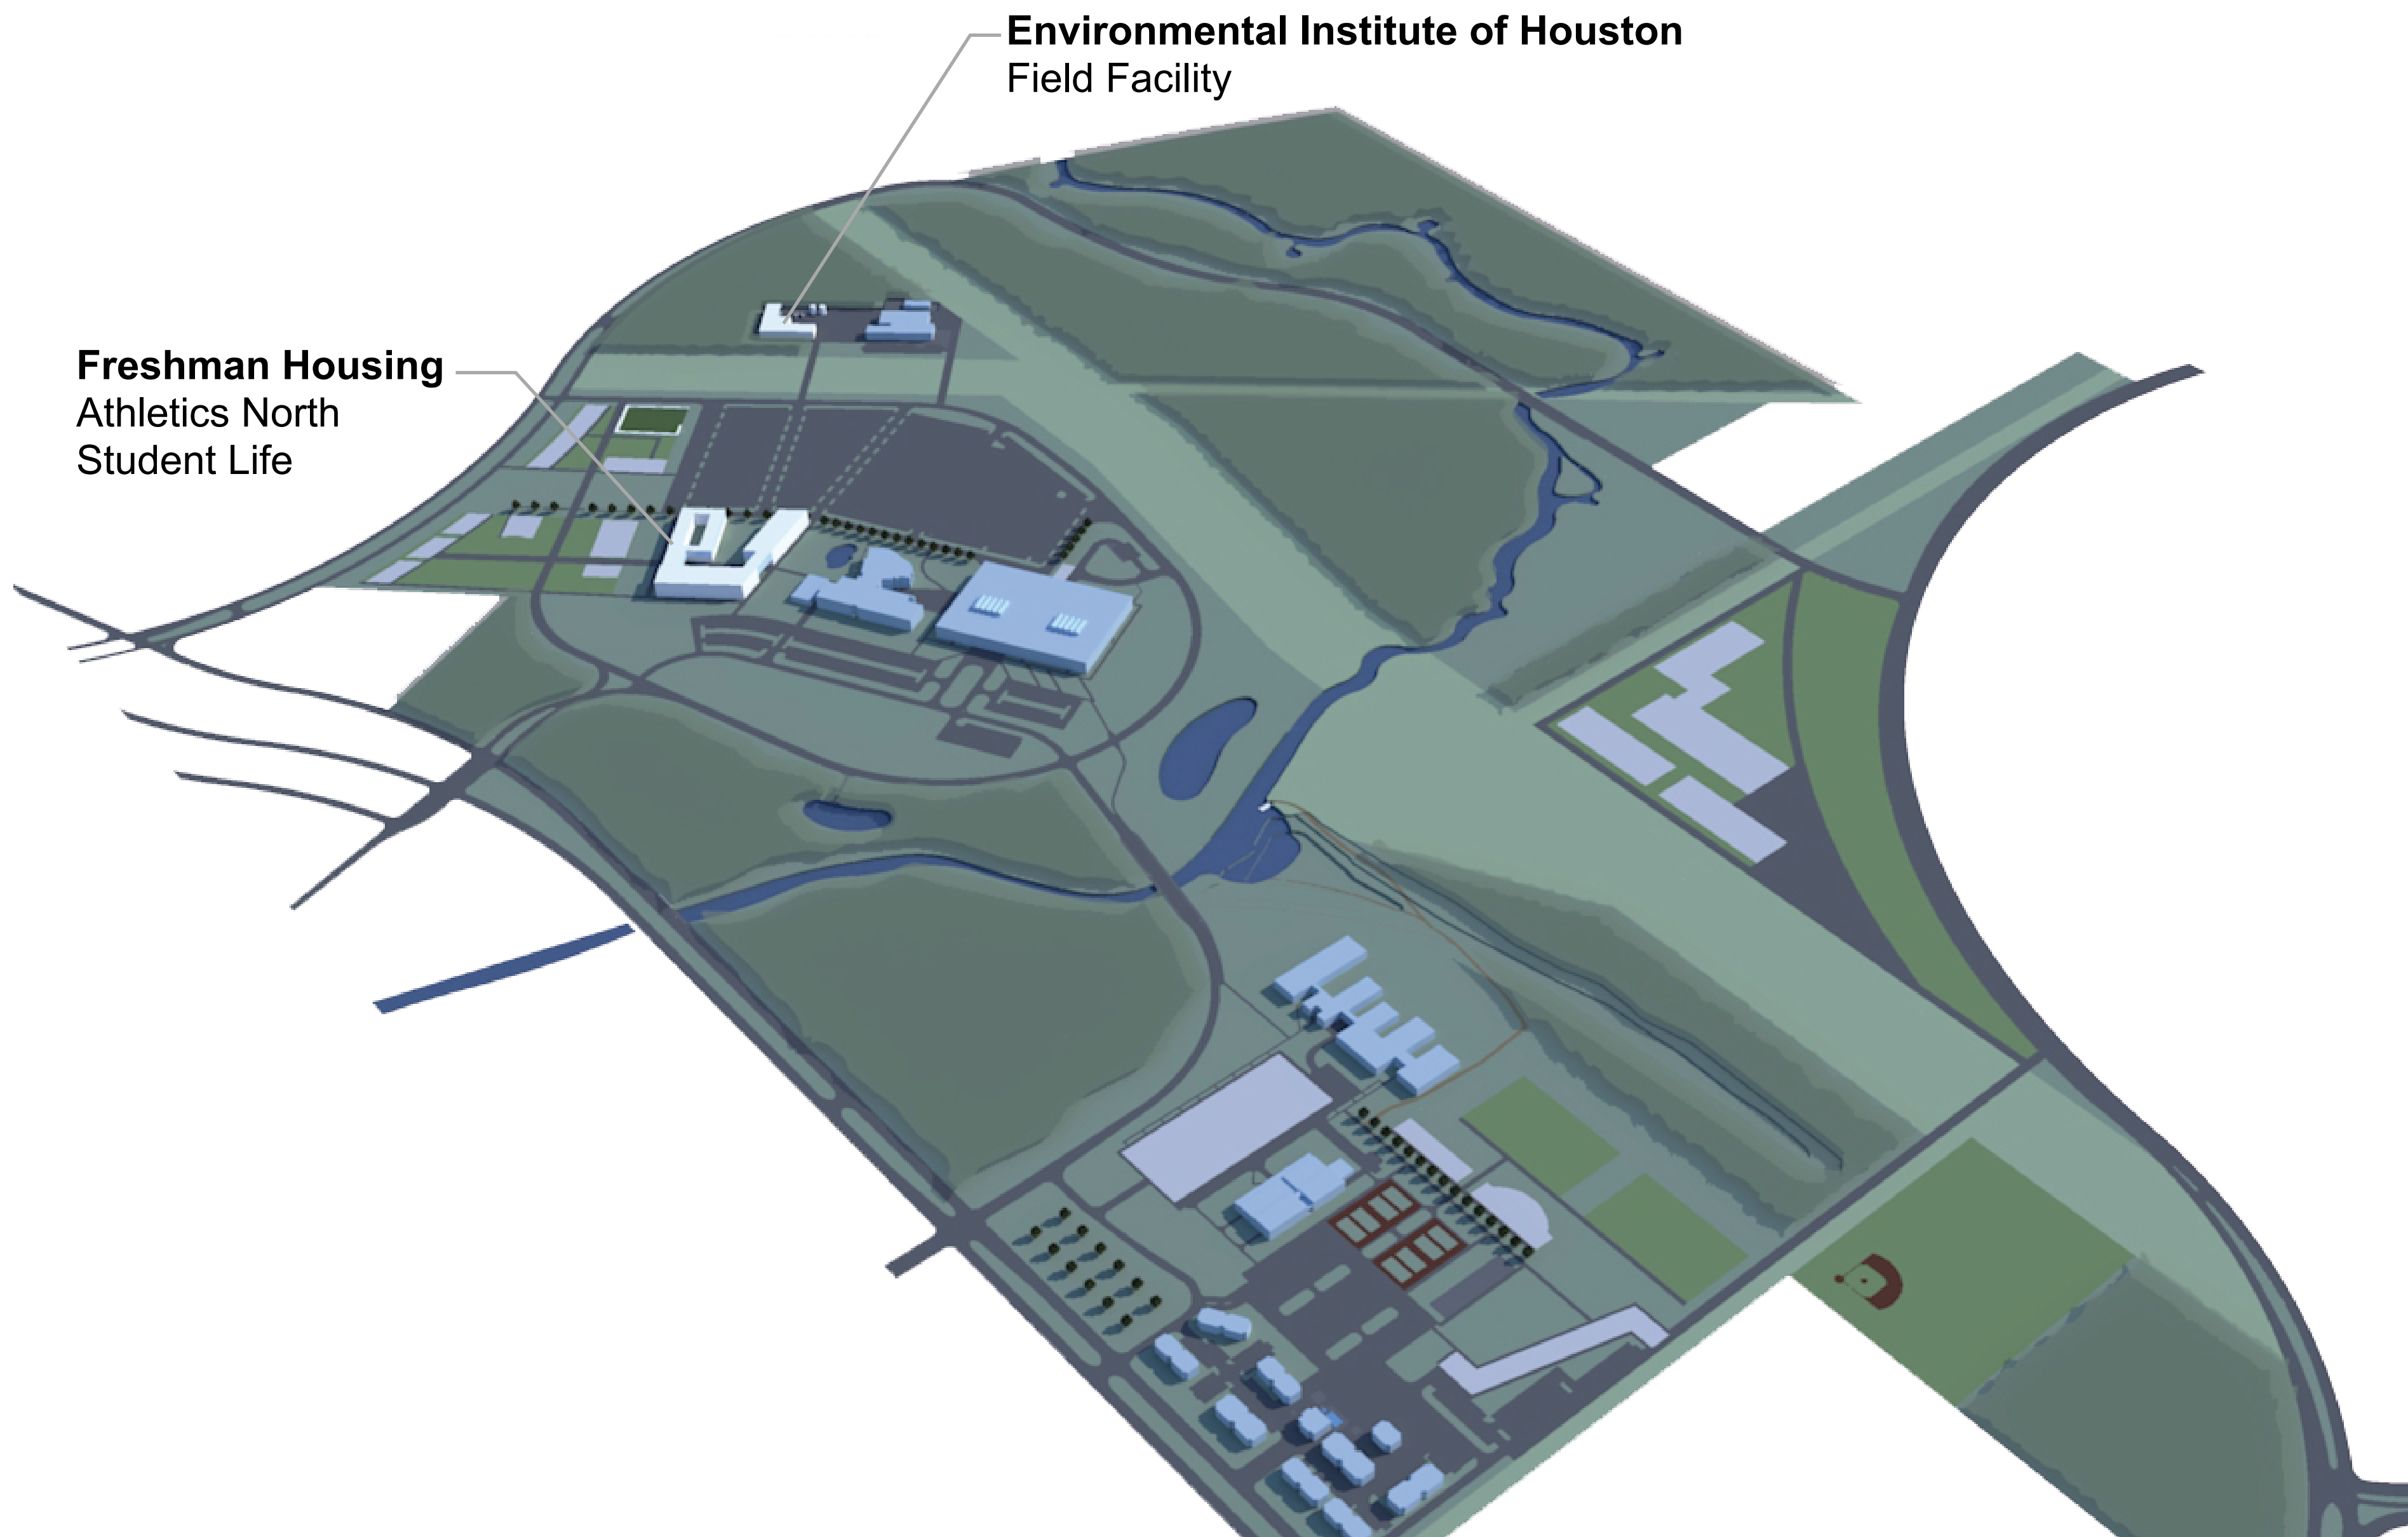 Environmental Institute of Houston
Field Facility
Freshman Housing
Athletics North
Student Life